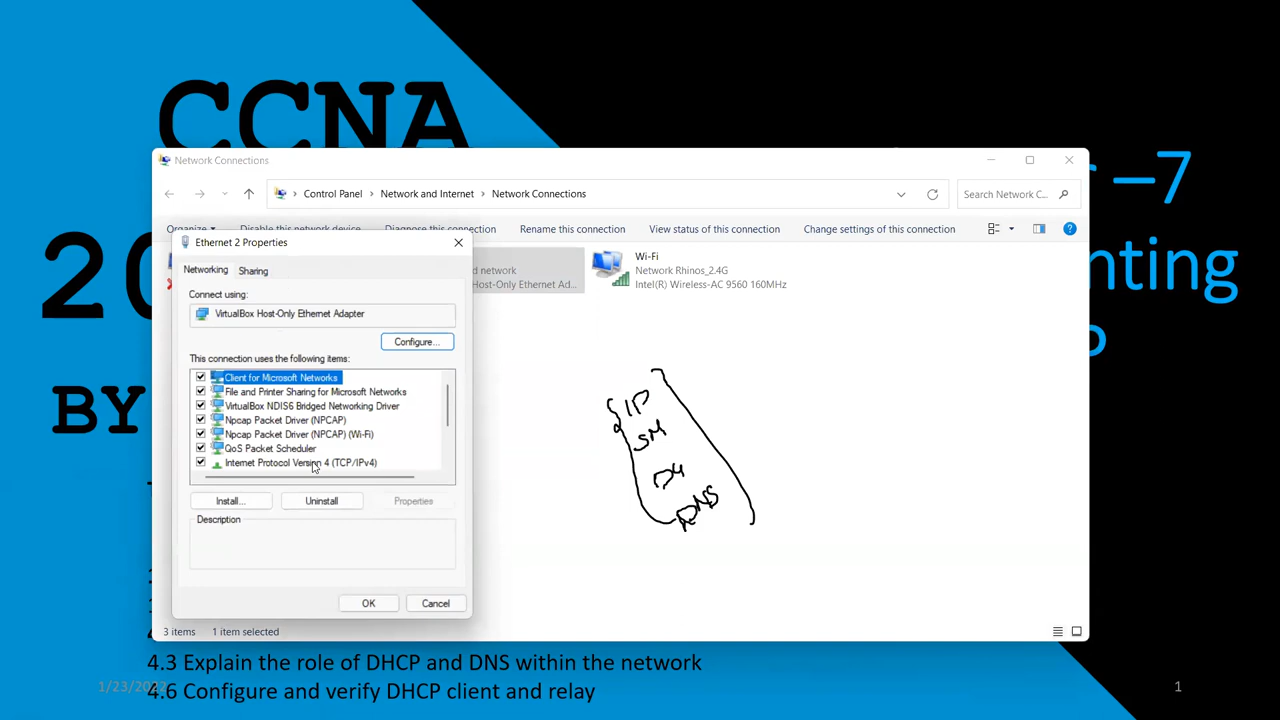 CCNA
Network Connections
Control Panel > Network and Internet > Network Connections
Search Network C...
Organize
Disable this network device
Diagnose this connection
Rename this connection
View status of this connection
Change settings of this connection
Ethernet 2 Properties
Networking
Sharing
Connect using:
VirtualBox Host-Only Ethernet Adapter
Configure...
This connection uses the following items:
Client for Microsoft Networks
File and Printer Sharing for Microsoft Networks
VirtualBox NDIS6 Bridged Networking Driver
Npcap Packet Driver (NPCAP)
Npcap Packet Driver (NPCAP) (Wi-Fi)
QoS Packet Scheduler
Internet Protocol Version 4 (TCP/IPv4)
Install...
Uninstall
Properties
Description
OK
Cancel
network
Host-Only Ethernet Ad...
Wi-Fi
Network Rhinos_2.4G
Intel(R) Wireless-AC 9560 160MHz
–7
20
BY
IP
SM
DG
DNS
3 items
1 item selected
4.3 Explain the role of DHCP and DNS within the network
4.6 Configure and verify DHCP client and relay
1